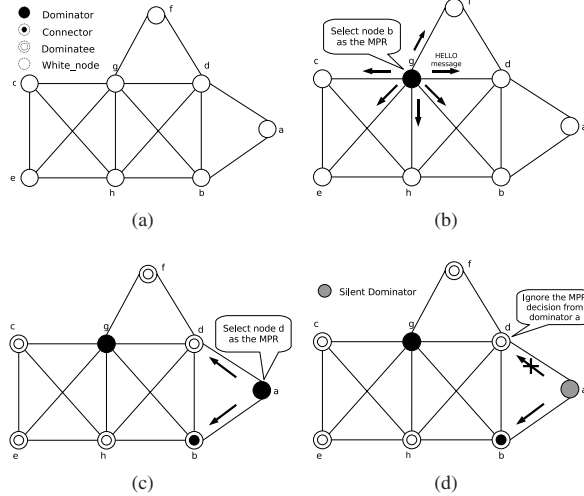 Dominator
Connector
Dominatee
White_node
f
c
g
d
a
e
h
b
(a)
Select node b
as the MPR
HELLO
message
f
c
g
d
a
e
h
b
(b)
f
c
g
d
Select node d
as the MPR
a
e
h
b
(c)
Silent Dominator
f
Ignore the MPR
decision from
dominator a
c
g
d
a
e
h
b
(d)